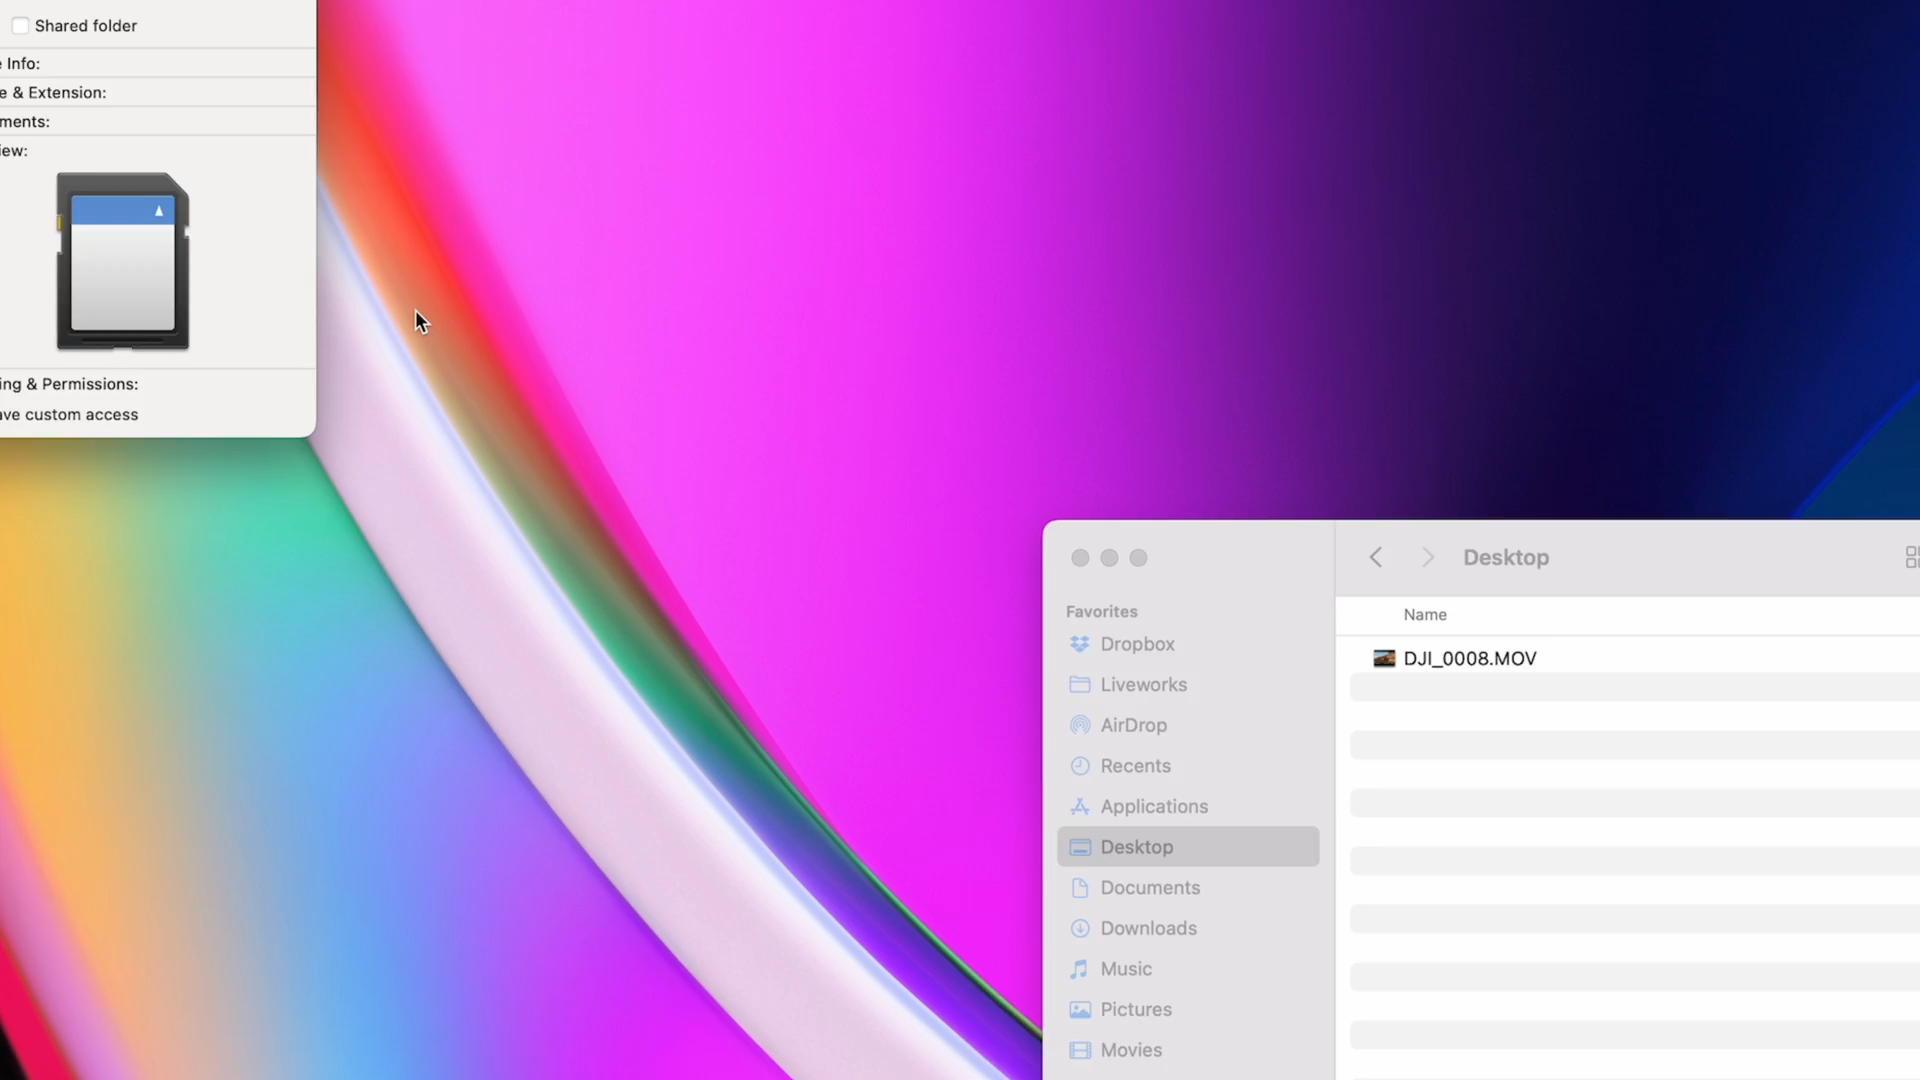 Shared folder
Info:
& Extension:
ments:
iew:
ing & Permissions:
ave custom access
Desktop
Favorites
Name
Dropbox
DJI_0008.MOV
Liveworks
AirDrop
Recents
Applications
Desktop
Documents
Downloads
Music
Pictures
Movies